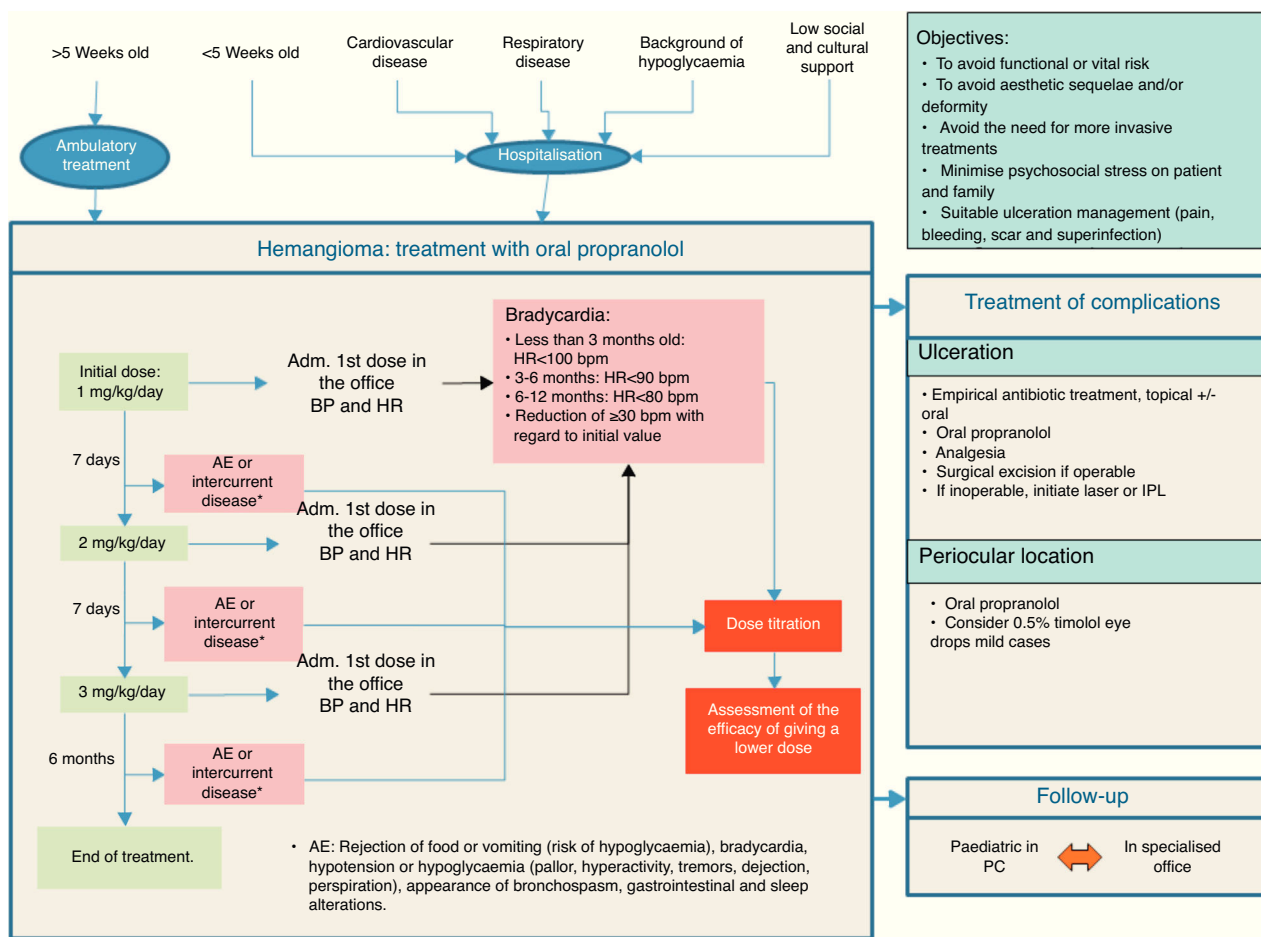 >5 Weeks old
<5 Weeks old
Cardiovascular
disease
Respiratory
disease
Background of
hypoglycaemia
Low social
and cultural
support
Ambulatory
treatment
Hospitalisation
Objectives:
• To avoid functional or vital risk
• To avoid aesthetic sequelae and/or
deformity
• Avoid the need for more invasive
treatments
• Minimise psychosocial stress on patient
and family
• Suitable ulceration management (pain,
bleeding, scar and superinfection)
Hemangioma: treatment with oral propranolol
Initial dose:
1 mg/kg/day
Adm. 1st dose in
the office
BP and HR
Bradycardia:
• Less than 3 months old:
HR<100 bpm
• 3-6 months: HR<90 bpm
• 6-12 months: HR<80 bpm
• Reduction of ≥30 bpm with
regard to initial value
7 days
AE or
intercurrent
disease*
2 mg/kg/day
Adm. 1st dose in
the office
BP and HR
7 days
AE or
intercurrent
disease*
3 mg/kg/day
Adm. 1st dose in
the office
BP and HR
6 months
AE or
intercurrent
disease*
End of treatment.
Dose titration
Assessment of the
efficacy of giving a
lower dose
• AE: Rejection of food or vomiting (risk of hypoglycaemia), bradycardia,
hypotension or hypoglycaemia (pallor, hyperactivity, tremors, dejection,
perspiration), appearance of bronchospasm, gastrointestinal and sleep
alterations.
Treatment of complications
Ulceration
• Empirical antibiotic treatment, topical +/-
oral
• Oral propranolol
• Analgesia
• Surgical excision if operable
• If inoperable, initiate laser or IPL
Periocular location
• Oral propranolol
• Consider 0.5% timolol eye
drops mild cases
Follow-up
Paediatric in
PC
In specialised
office